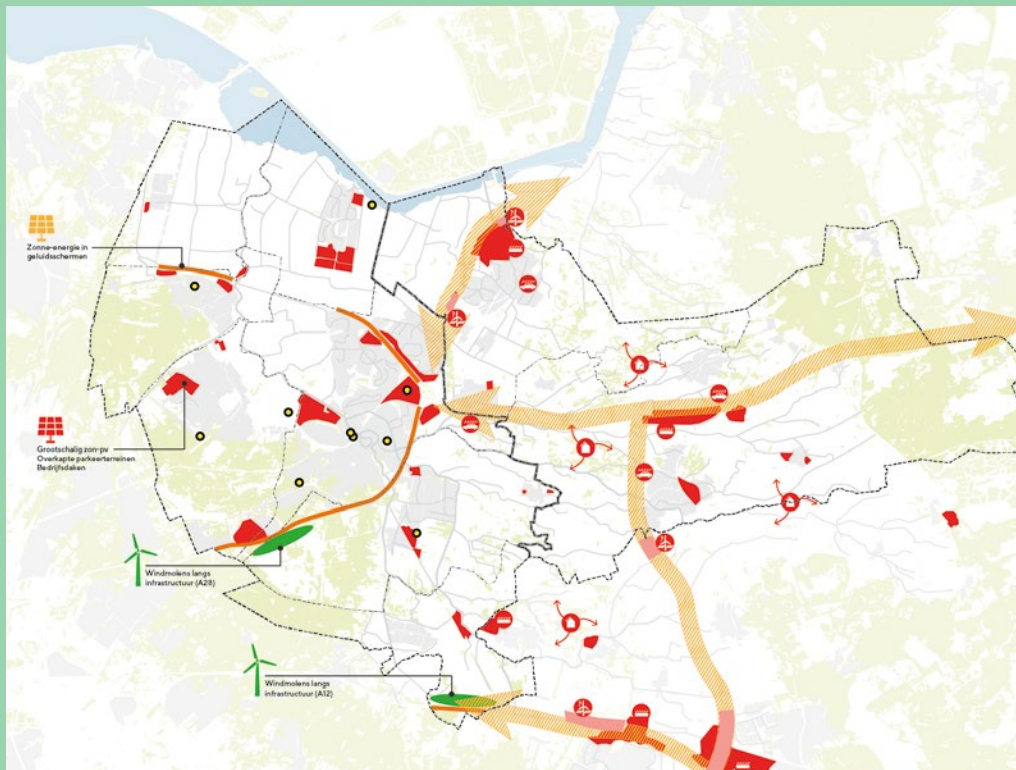 Zonne-energie in
geluidsschermen
Grootschalig zon-pv
Overkapte parkeerterreinen
Bedrijfsdaken
Windmolens langs
infrastructuur (A28)
Windmolens langs
infrastructuur (A12)